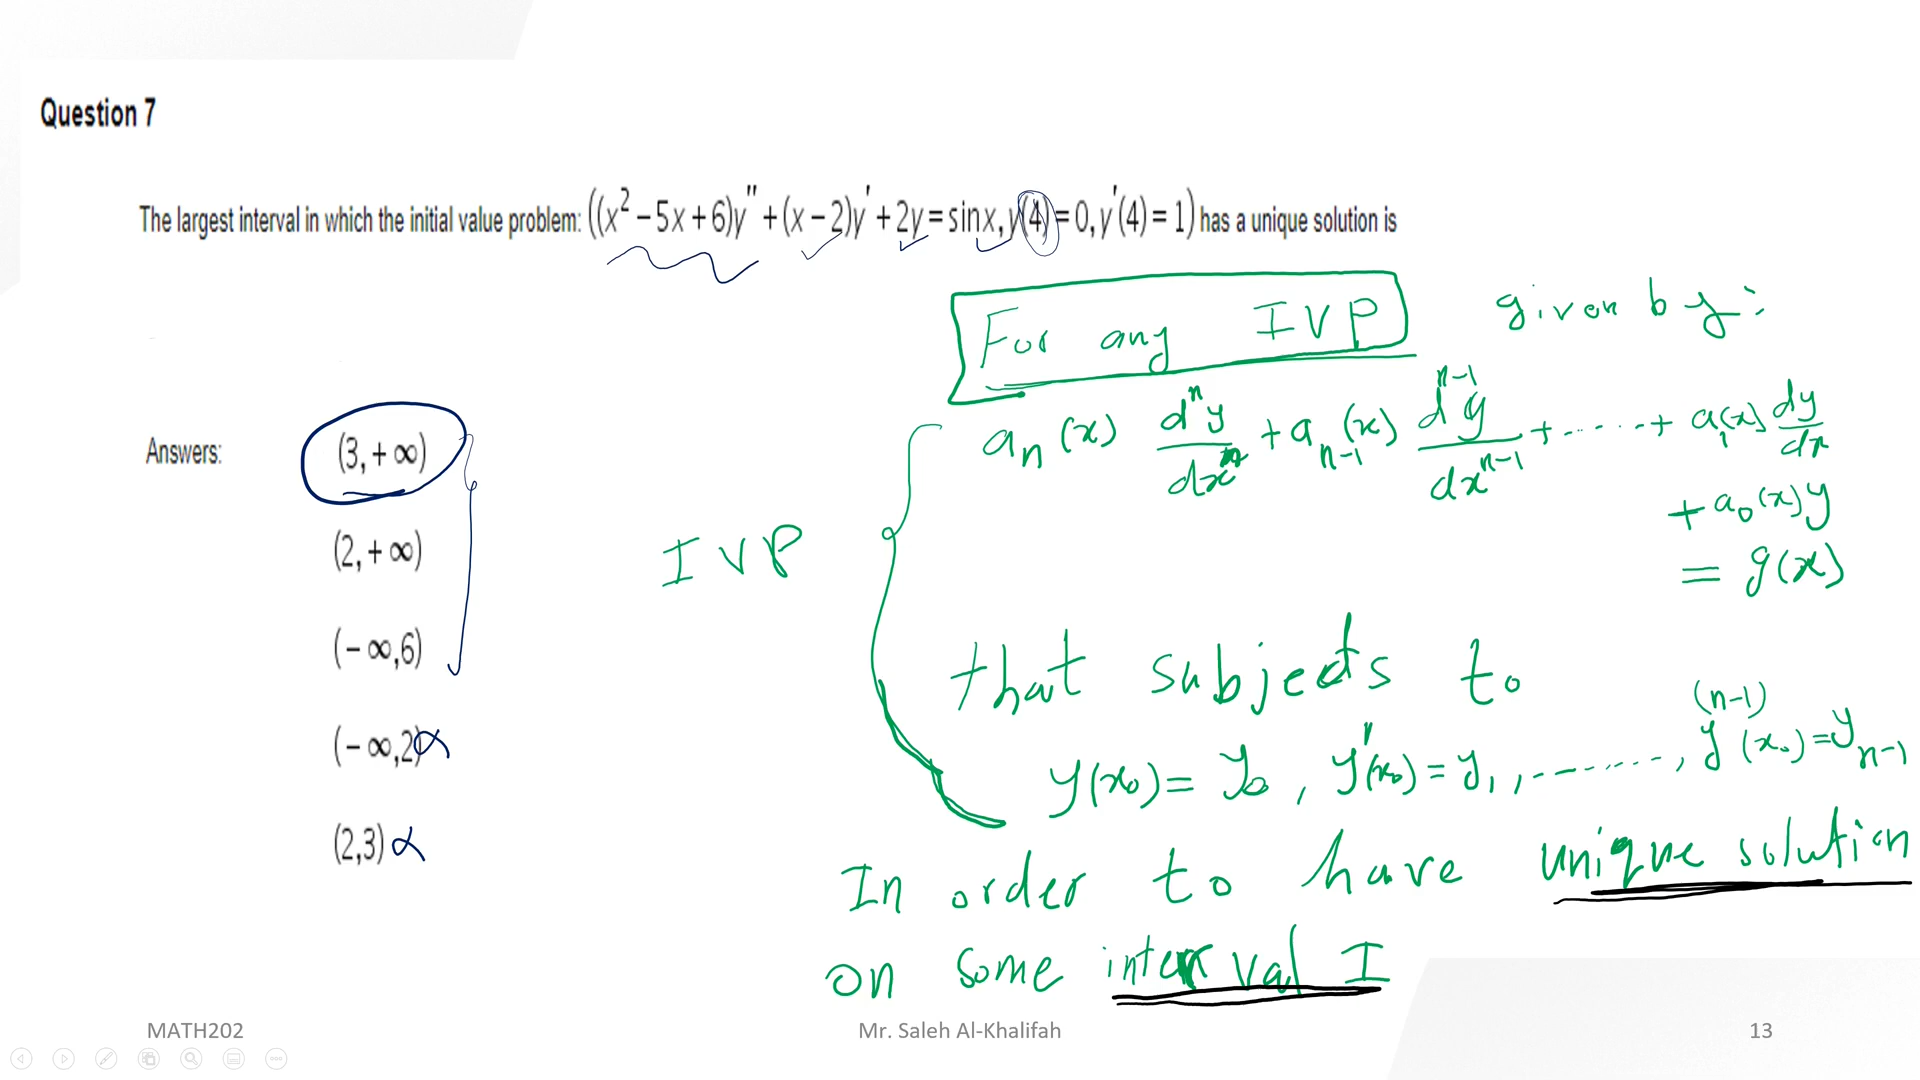 Question 7
The largest interval in which the initial value problem: ((x² − 5x + 6)y" + (x − 2)y' + 2y = sinx, y(4) = 0, y'(4) = 1) has a unique solution is
For any IVP given by:
aₙ(x) dⁿy/dxⁿ + aₙ₋₁(x) dⁿ⁻¹y/dxⁿ⁻¹ + ...... + a₁(x) dy/dx
+ a₀(x)y
= g(x)
Answers:
(3,+∞)
(2,+∞)
(−∞,6)
(−∞,2)
(2,3)
IVP
that subjects to
y(x₀) = y₀, y'(x₀) = y₁, ........, y⁽ⁿ⁻¹⁾(x₀) = yₙ₋₁
In order to have unique solution
on some interval I
MATH202
Mr. Saleh Al-Khalifah
13